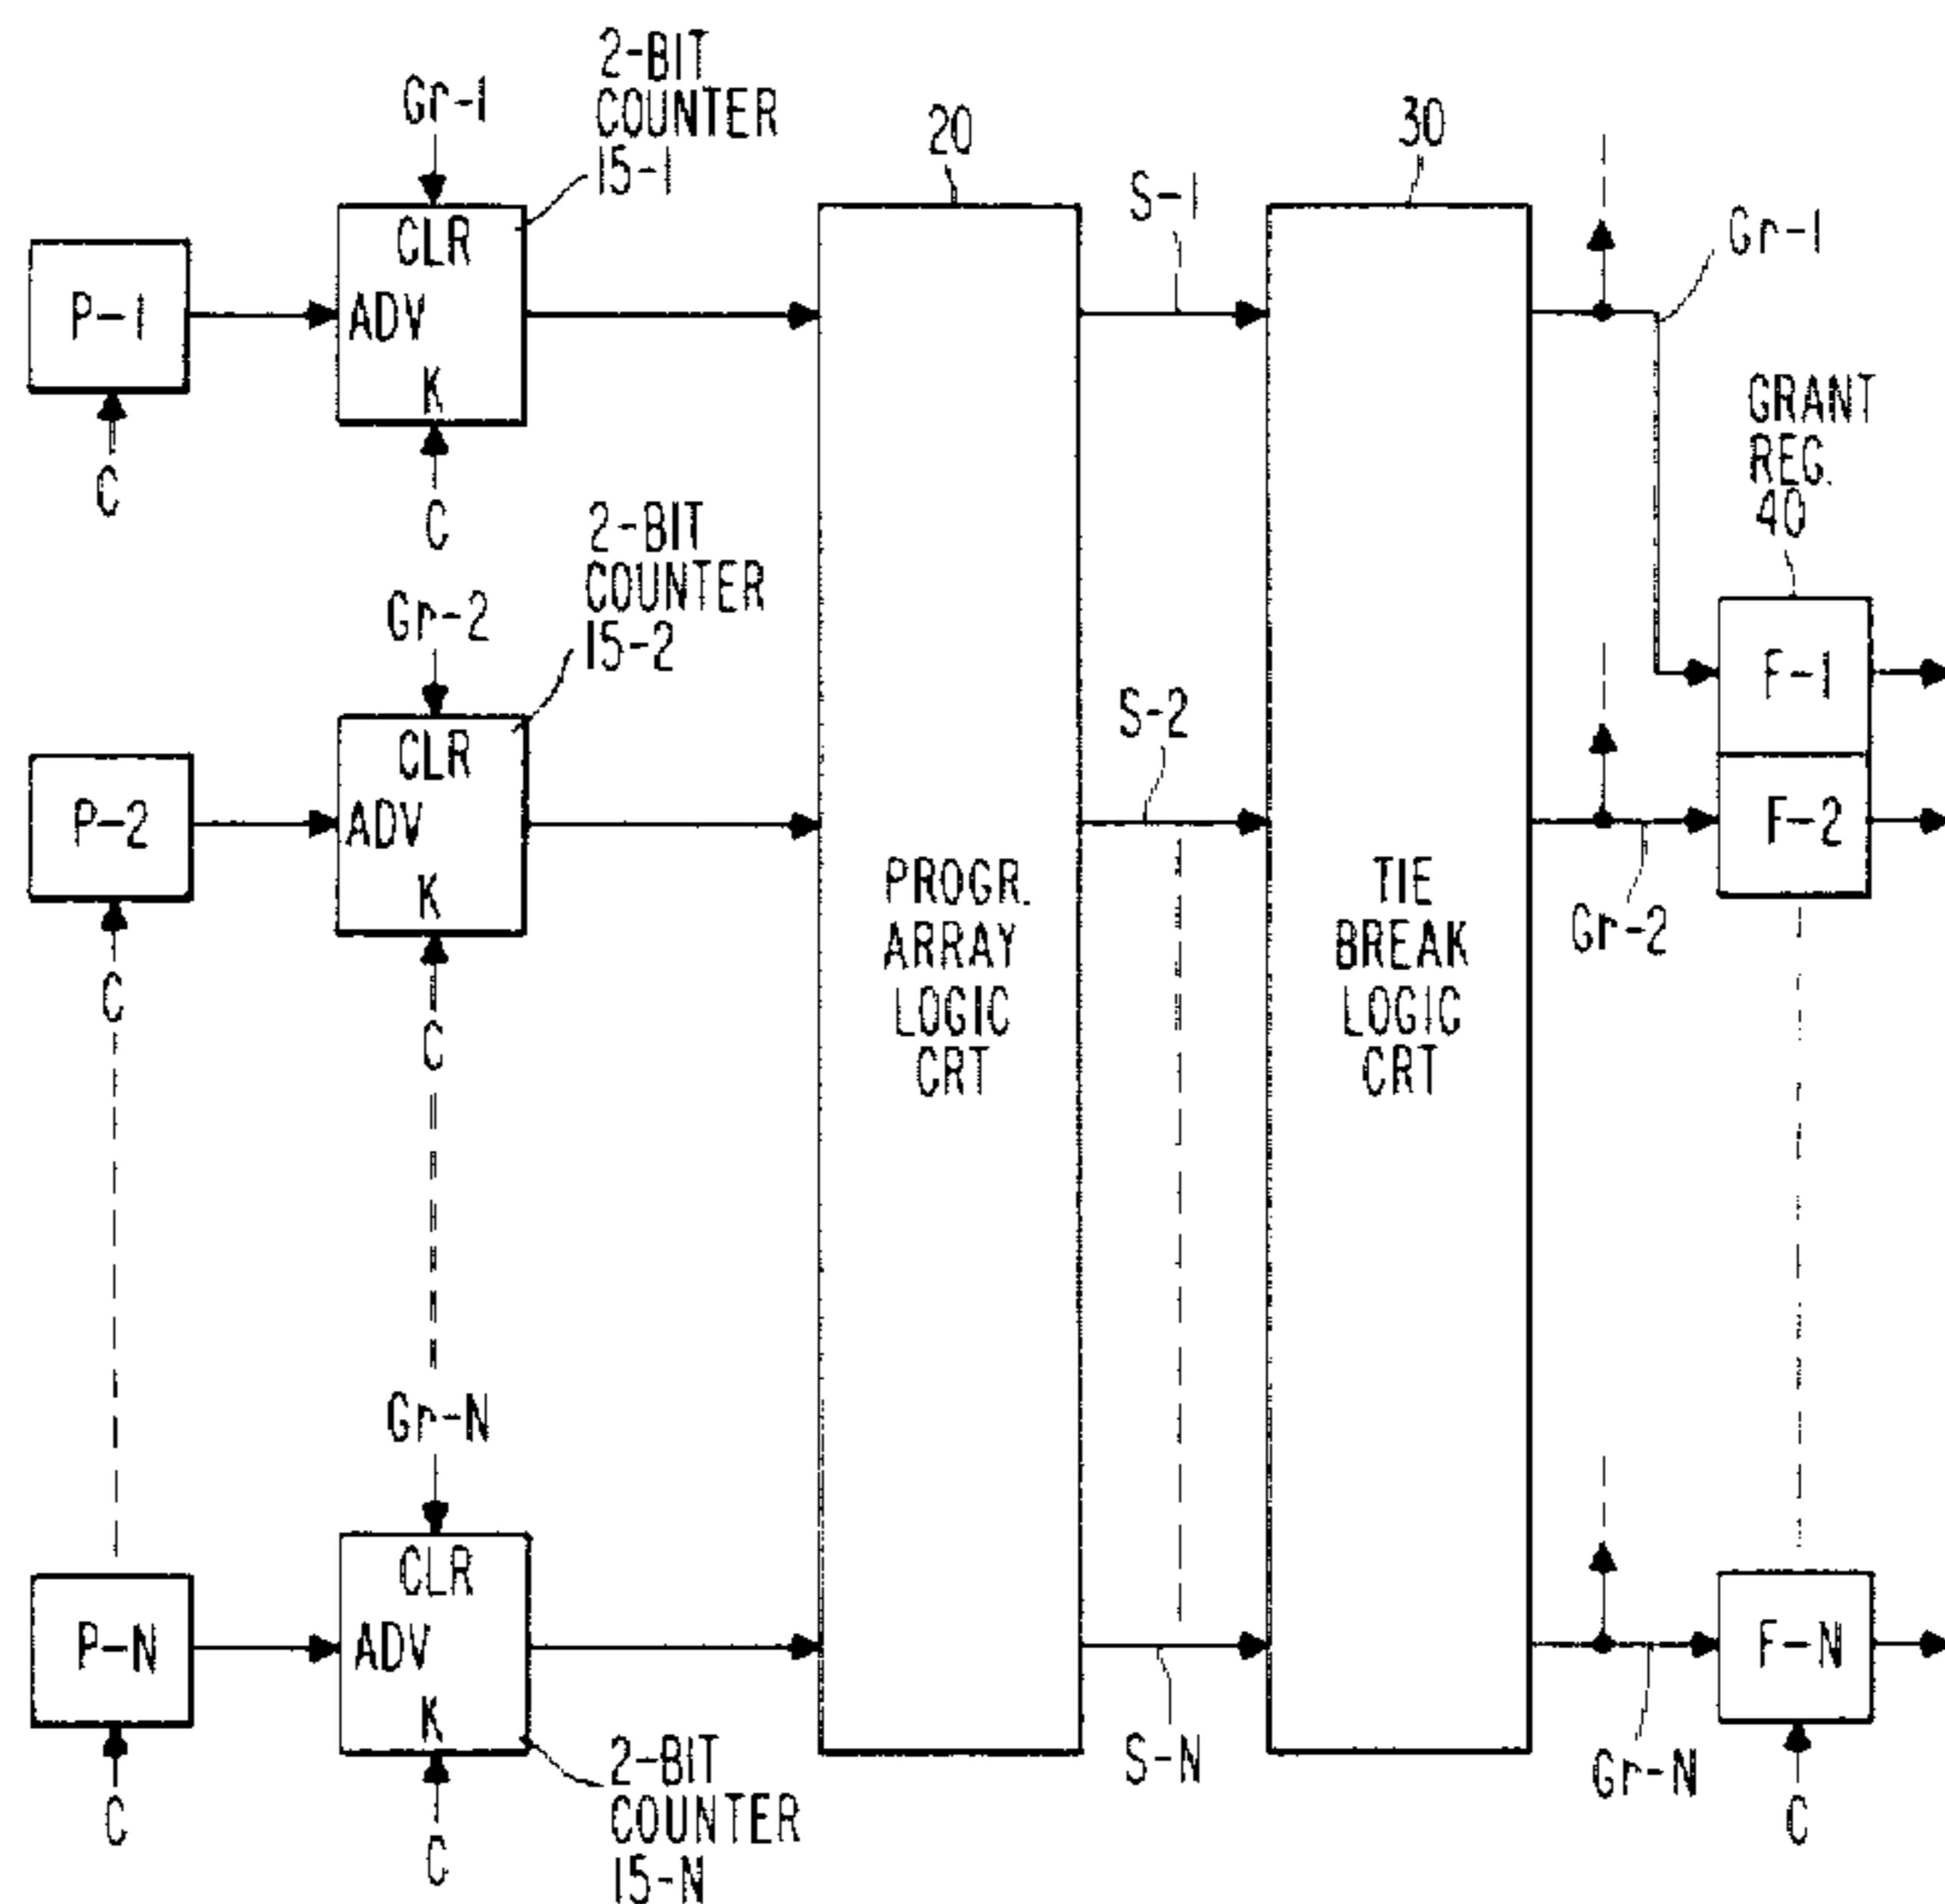 2-BIT
COUNTER
15-1
Gr-1
20
30
S-1
Gr-1
CLR
ADV
K
P-1
C
C
GRANT
REG.
40
2-BIT
COUNTER
15-2
Gr-2
S-2
F-1
CLR
ADV
K
P-2
F-2
C
C
PROGR.
ARRAY
LOGIC
CRT
TIE
BREAK
LOGIC
CRT
Gr-2
Gr-N
CLR
ADV
K
P-N
F-N
S-N
Gr-N
C
C
C
2-BIT
COUNTER
15-N